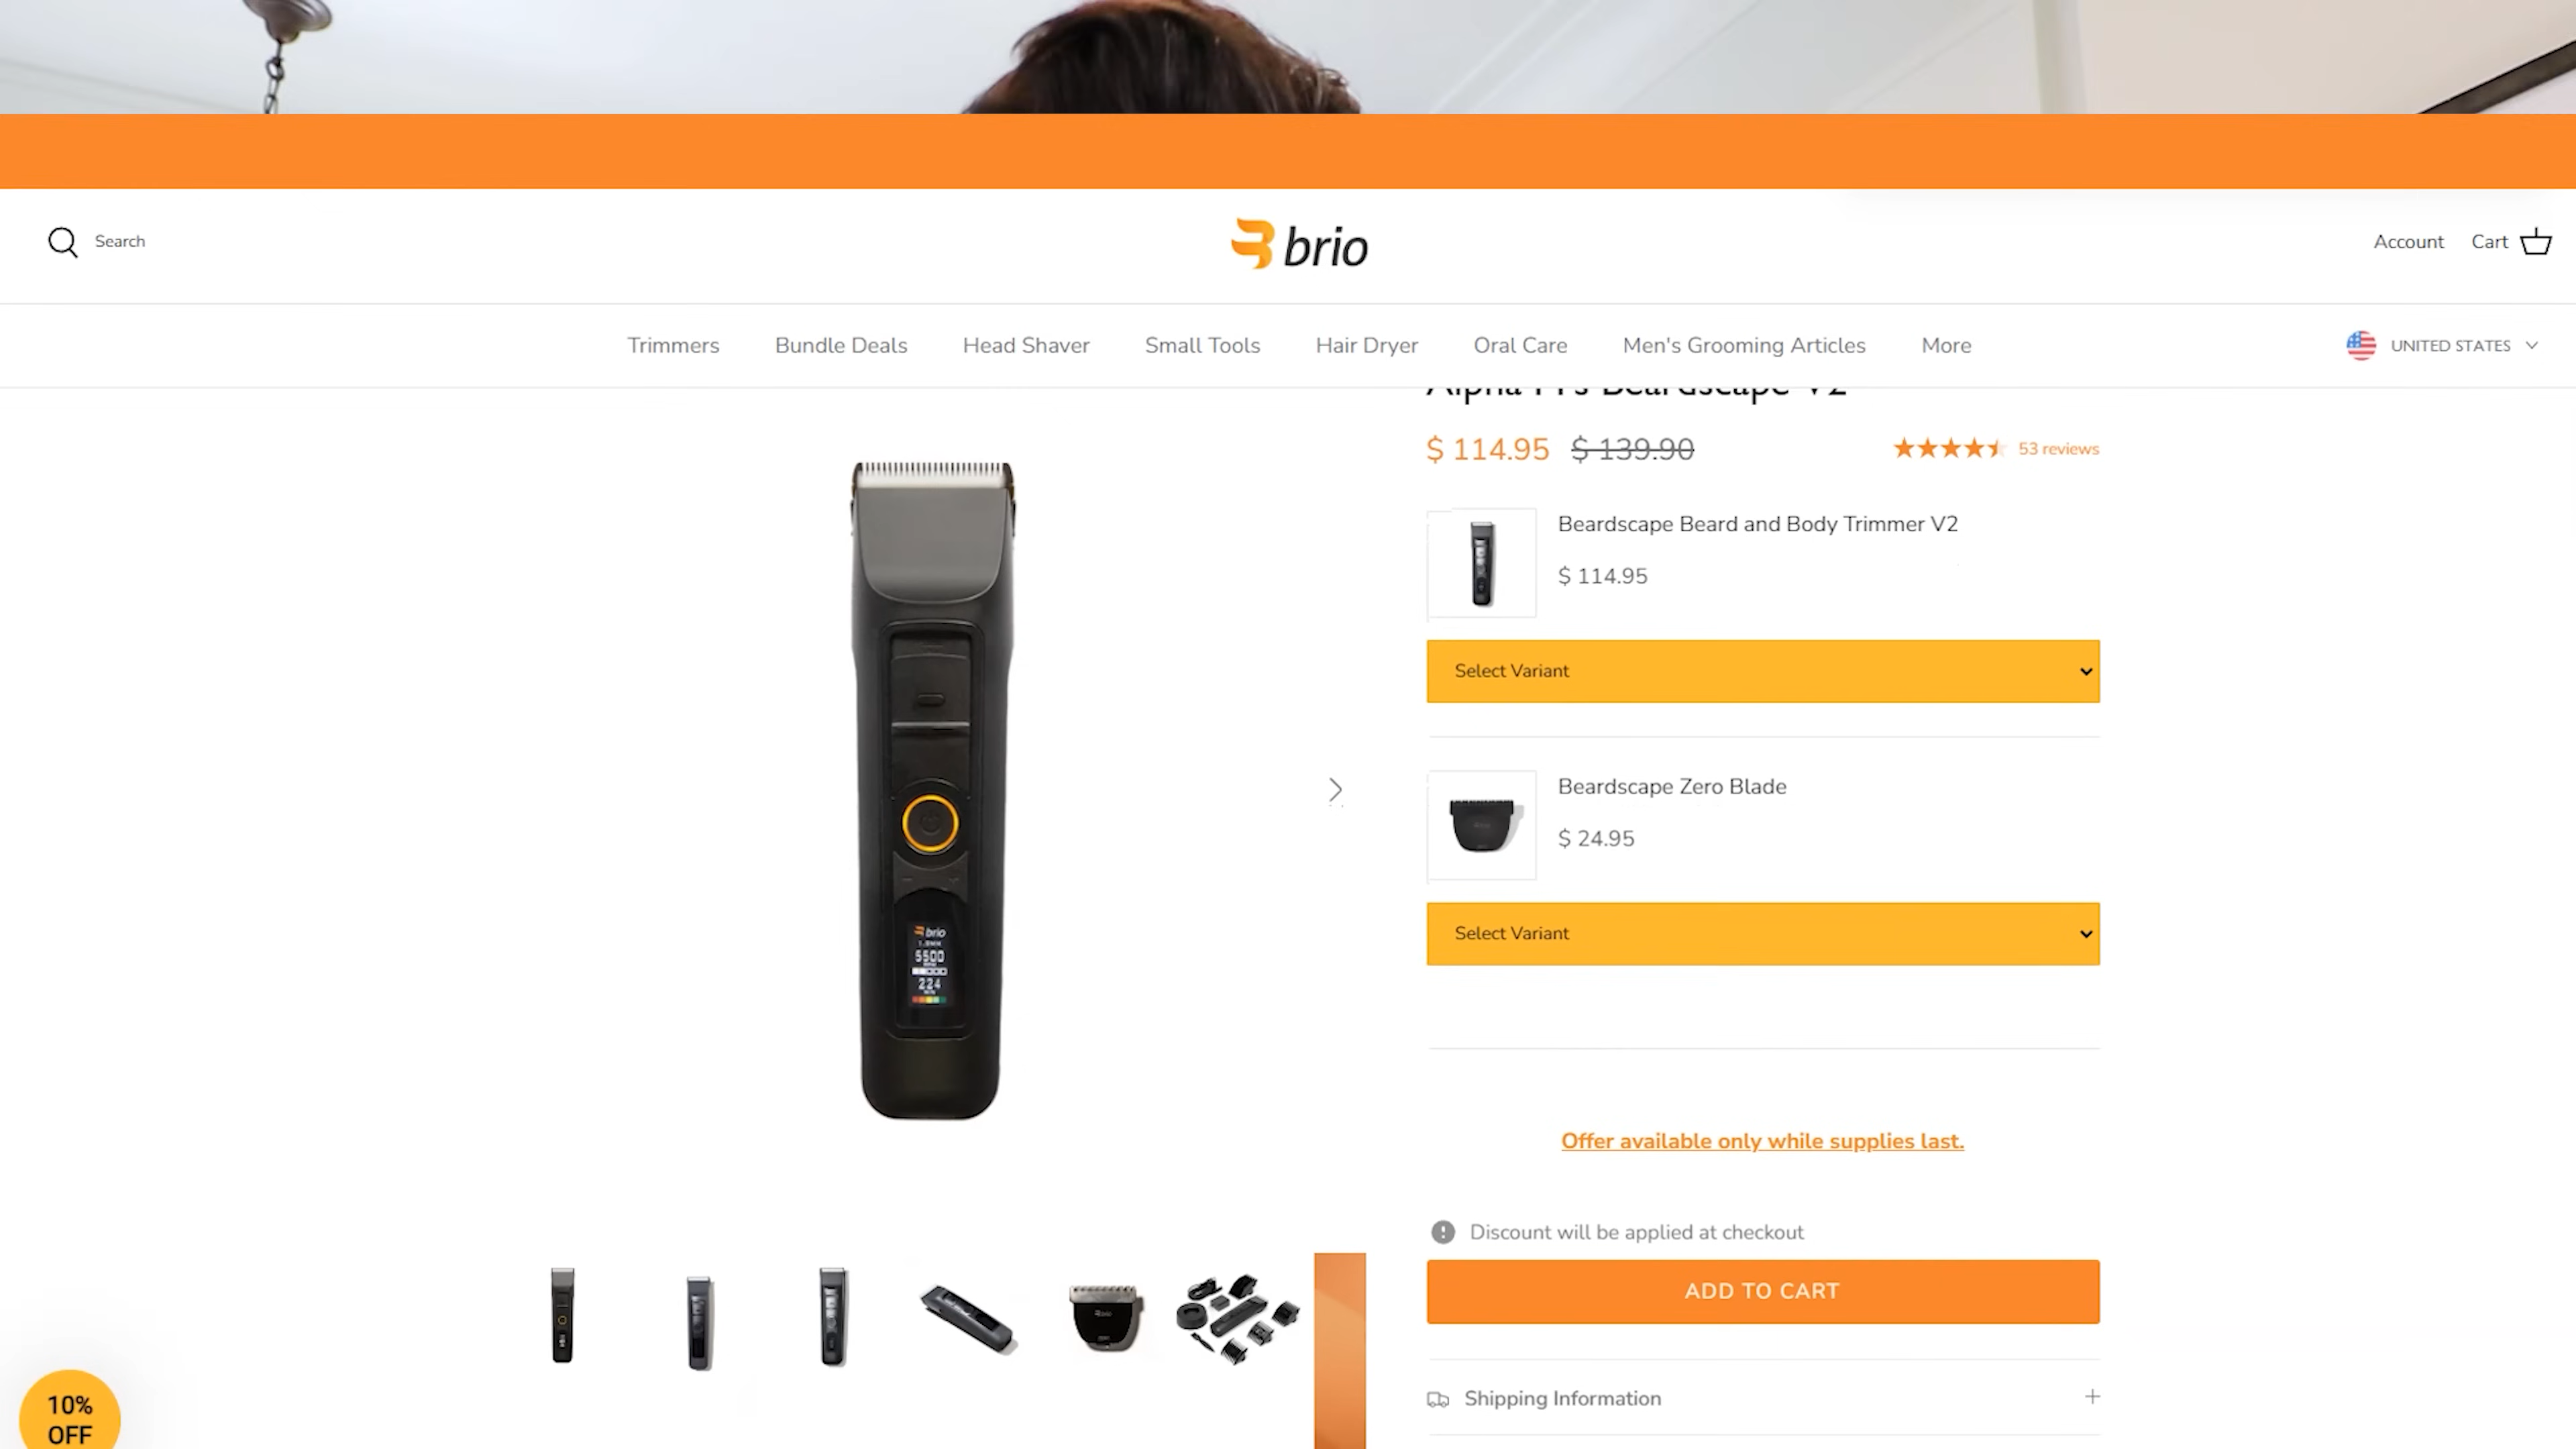 Search
brio
Account
Cart
Trimmers
Bundle Deals
Head Shaver
Small Tools
Hair Dryer
Oral Care
Men's Grooming Articles
More
UNITED STATES
Beardscape V2
$ 114.95 $ 139.90
53 reviews
Beardscape Beard and Body Trimmer V2
$ 114.95
Select Variant
Beardscape Zero Blade
$ 24.95
Select Variant
brio
5500
224
Offer available only while supplies last.
Discount will be applied at checkout
ADD TO CART
Shipping Information
10%
OFF